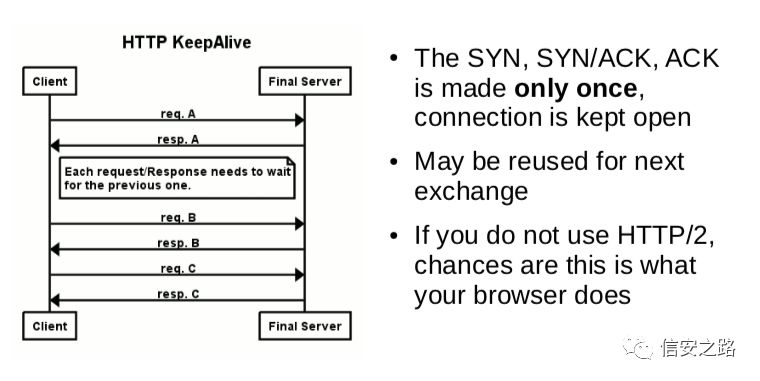 HTTP KeepAlive
Client
Final Server
req. A
resp. A
Each request/Response needs to wait
for the previous one.
req. B
resp. B
req. C
resp. C
Client
Final Server
• The SYN, SYN/ACK, ACK
is made only once,
connection is kept open
• May be reused for next
exchange
• If you do not use HTTP/2,
chances are this is what
your browser does
信安之路